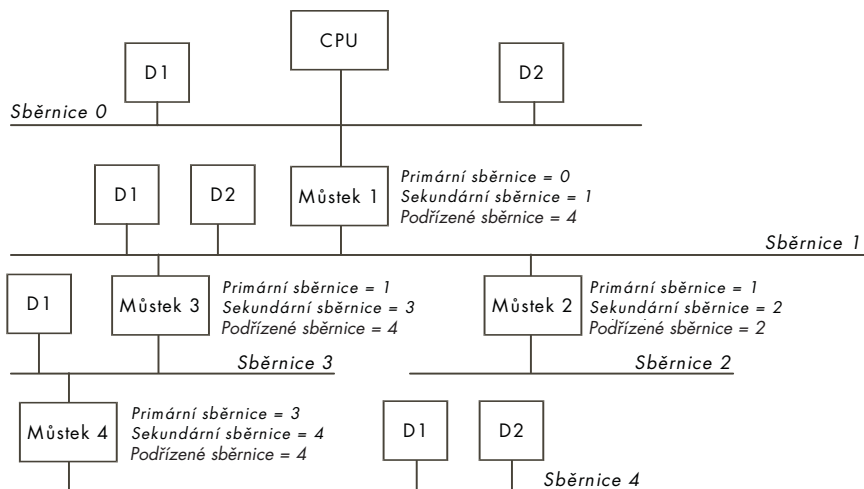 CPU
D1
D2
Sběrnice 0
D1
D2
Můstek 1
Primární sběrnice = 0
Sekundární sběrnice = 1
Podřízené sběrnice = 4
Sběrnice 1
D1
Můstek 3
Primární sběrnice = 1
Sekundární sběrnice = 3
Podřízené sběrnice = 4
Můstek 2
Primární sběrnice = 1
Sekundární sběrnice = 2
Podřízené sběrnice = 2
Sběrnice 3
Sběrnice 2
Můstek 4
Primární sběrnice = 3
Sekundární sběrnice = 4
Podřízené sběrnice = 4
D1
D2
Sběrnice 4